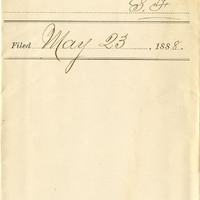 S. F.
Filed May 23, 1888.